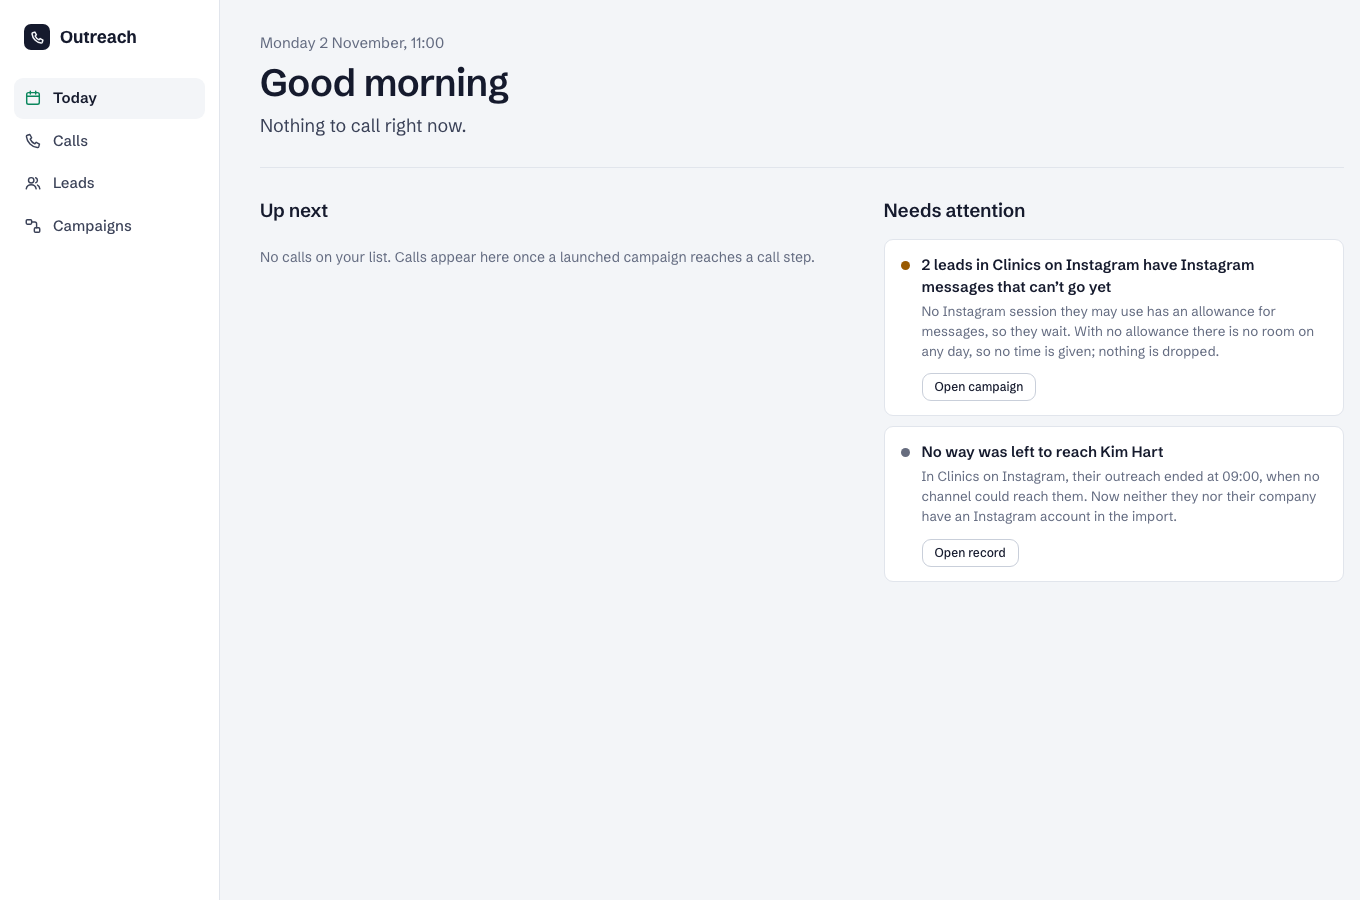 Outreach
Today
Calls
Leads
Campaigns
Monday 2 November, 11:00
Good morning
Nothing to call right now.
Up next
No calls on your list. Calls appear here once a launched campaign reaches a call step.
Needs attention
2 leads in Clinics on Instagram have Instagram
messages that can’t go yet
No Instagram session they may use has an allowance for
messages, so they wait. With no allowance there is no room on
any day, so no time is given; nothing is dropped.
Open campaign
No way was left to reach Kim Hart
In Clinics on Instagram, their outreach ended at 09:00, when no
channel could reach them. Now neither they nor their company
have an Instagram account in the import.
Open record